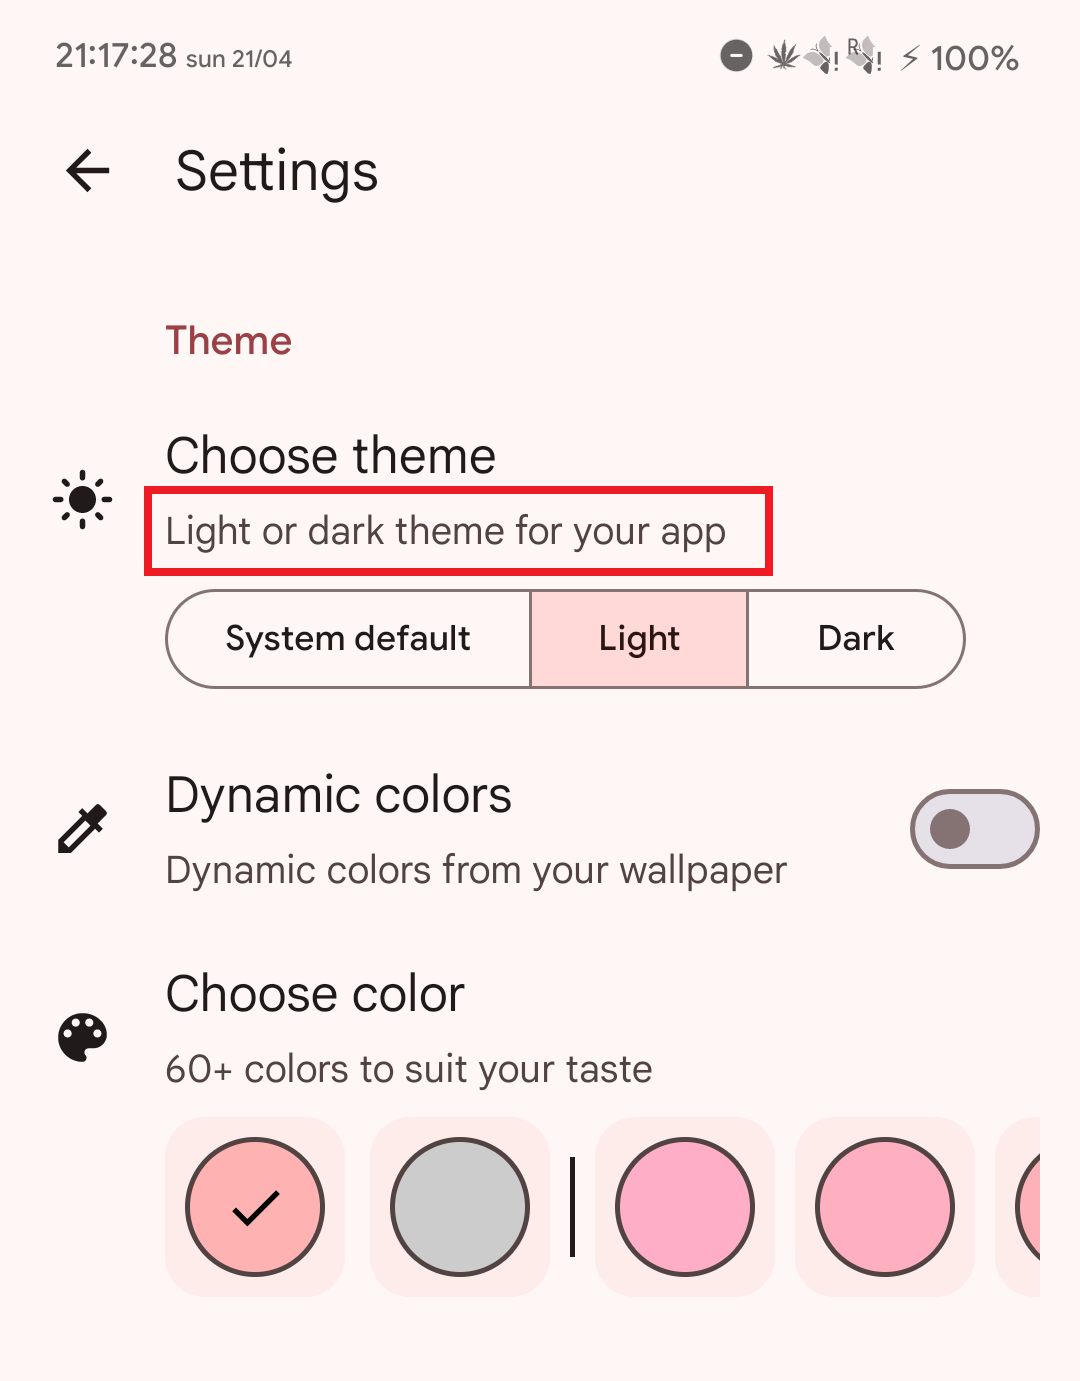 21:17:28 sun 21/04
R
100%
Settings
Theme
Choose theme
Light or dark theme for your app
System default
Light
Dark
Dynamic colors
Dynamic colors from your wallpaper
Choose color
60+ colors to suit your taste